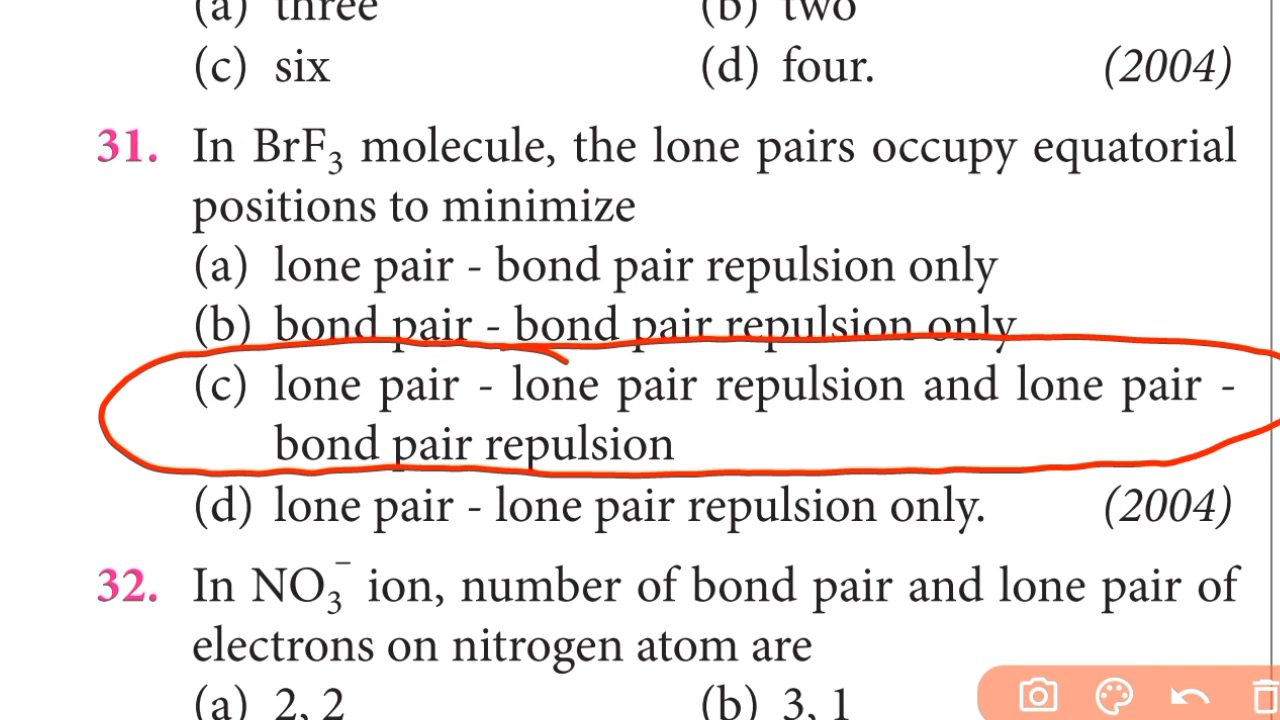 (a) three (b) two
(c) six (d) four. (2004)
31. In BrF₃ molecule, the lone pairs occupy equatorial
positions to minimize
(a) lone pair - bond pair repulsion only
(b) bond pair - bond pair repulsion only
(c) lone pair - lone pair repulsion and lone pair -
bond pair repulsion
(d) lone pair - lone pair repulsion only. (2004)
32. In NO₃⁻ ion, number of bond pair and lone pair of
electrons on nitrogen atom are
(a) 2, 2 (b) 3, 1